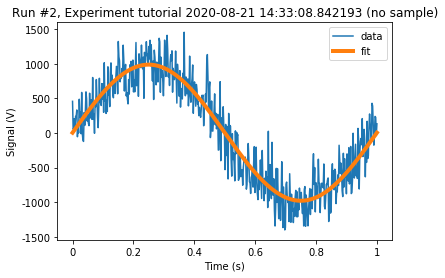 Run #2, Experiment tutorial 2020-08-21 14:33:08.842193 (no sample)
1500
1000
500
0
-500
-1000
-1500
Signal (V)
data
fit
0
0.2
0.4
0.6
0.8
1
Time (s)